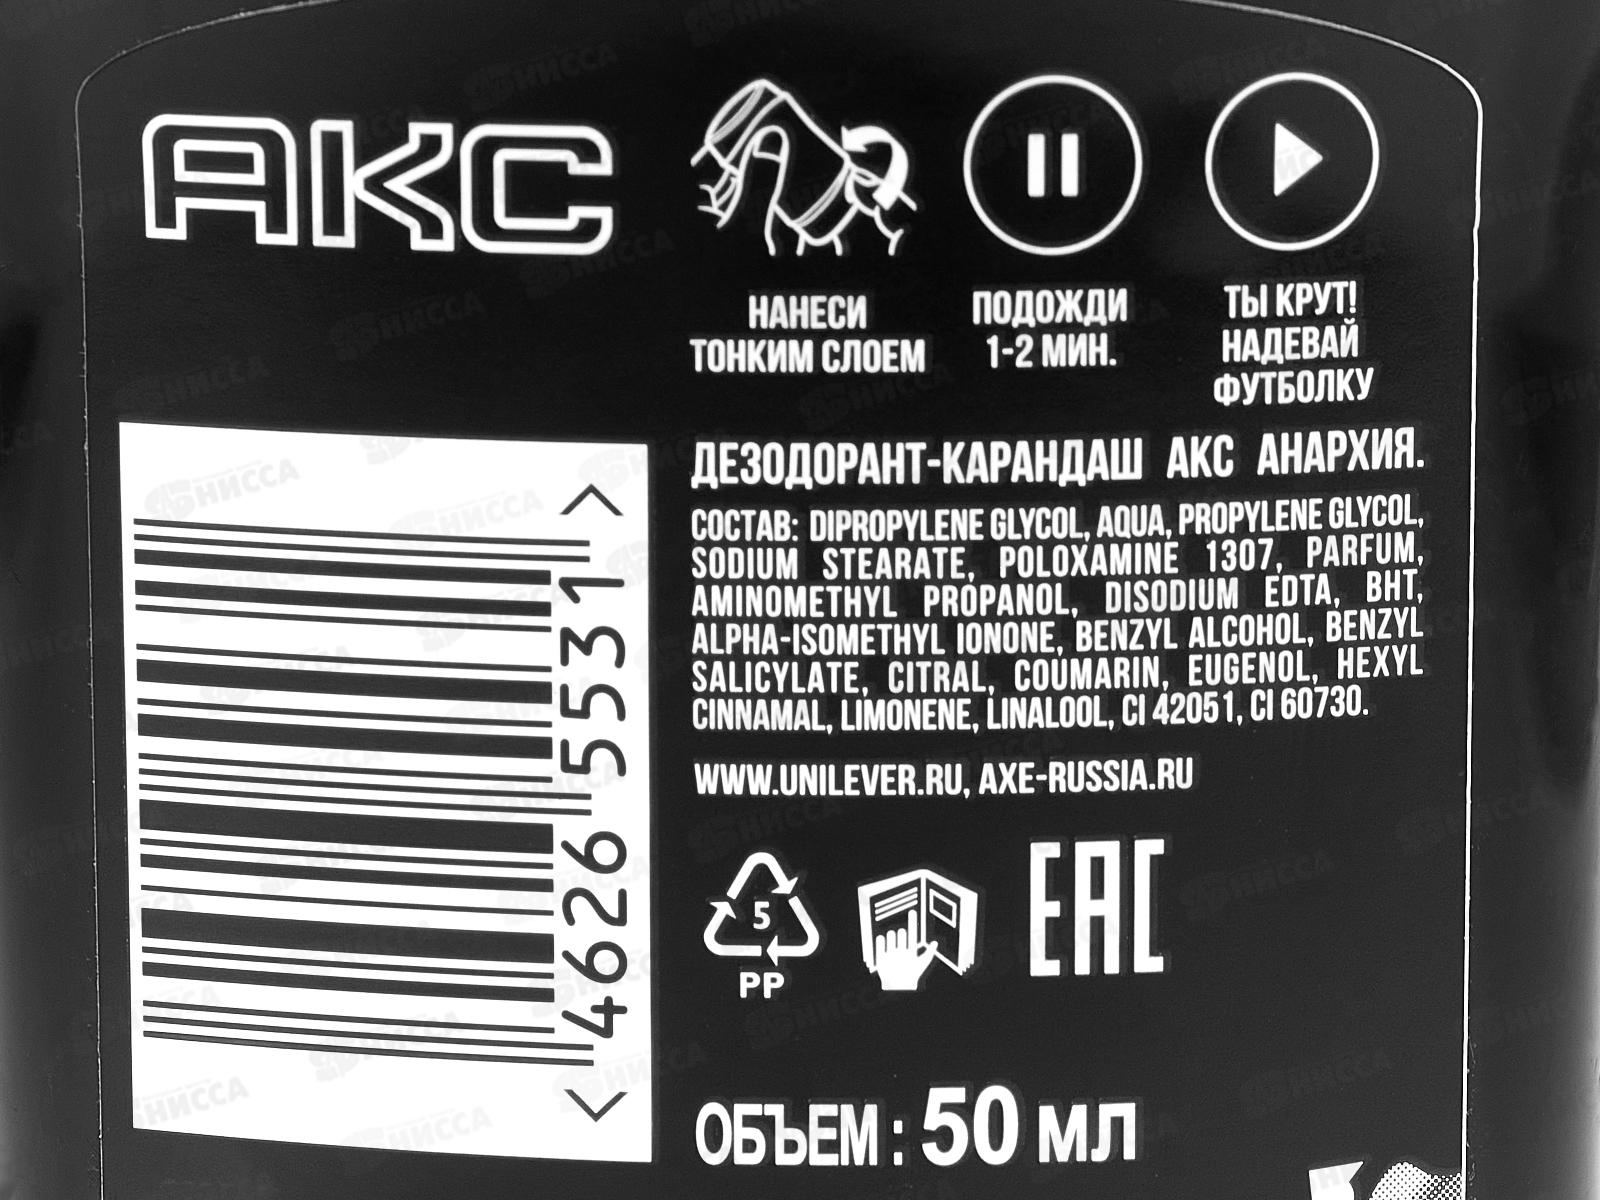 АКС
НАНЕСИ
ТОНКИМ СЛОЕМ
ПОДОЖДИ
1-2 МИН.
ТЫ КРУТ!
НАДЕВАЙ
ФУТБОЛКУ
ДЕЗОДОРАНТ-КАРАНДАШ АКС АНАРХИЯ.
СОСТАВ: DIPROPYLENE GLYCOL, AQUA, PROPYLENE GLYCOL,
SODIUM STEARATE, POLOXAMINE 1307, PARFUM,
AMINOMETHYL PROPANOL, DISODIUM EDTA, BHT,
ALPHA-ISOMETHYL IONONE, BENZYL ALCOHOL, BENZYL
SALICYLATE, CITRAL, COUMARIN, EUGENOL, HEXYL
CINNAMAL, LIMONENE, LINALOOL, CI 42051, CI 60730.
WWW.UNILEVER.RU, AXE-RUSSIA.RU
5
PP
EAC
ОБЪЕМ : 50 МЛ
< 4626 5531 >